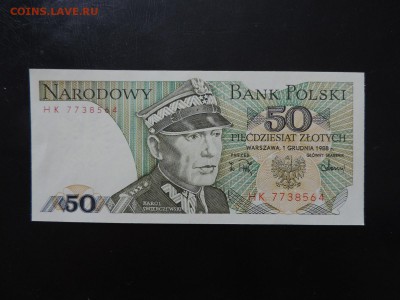 COINS.LAVE.RU
NARODOWY BANK POLSKI
HK 7738564
50
PIĘĆDZIESIĄT ZŁOTYCH
WARSZAWA, 1 GRUDNIA 1988
PREZES GŁÓWNY SKARBNIK
HK 7738564
50
KAROL
ŚWIERCZEWSKI